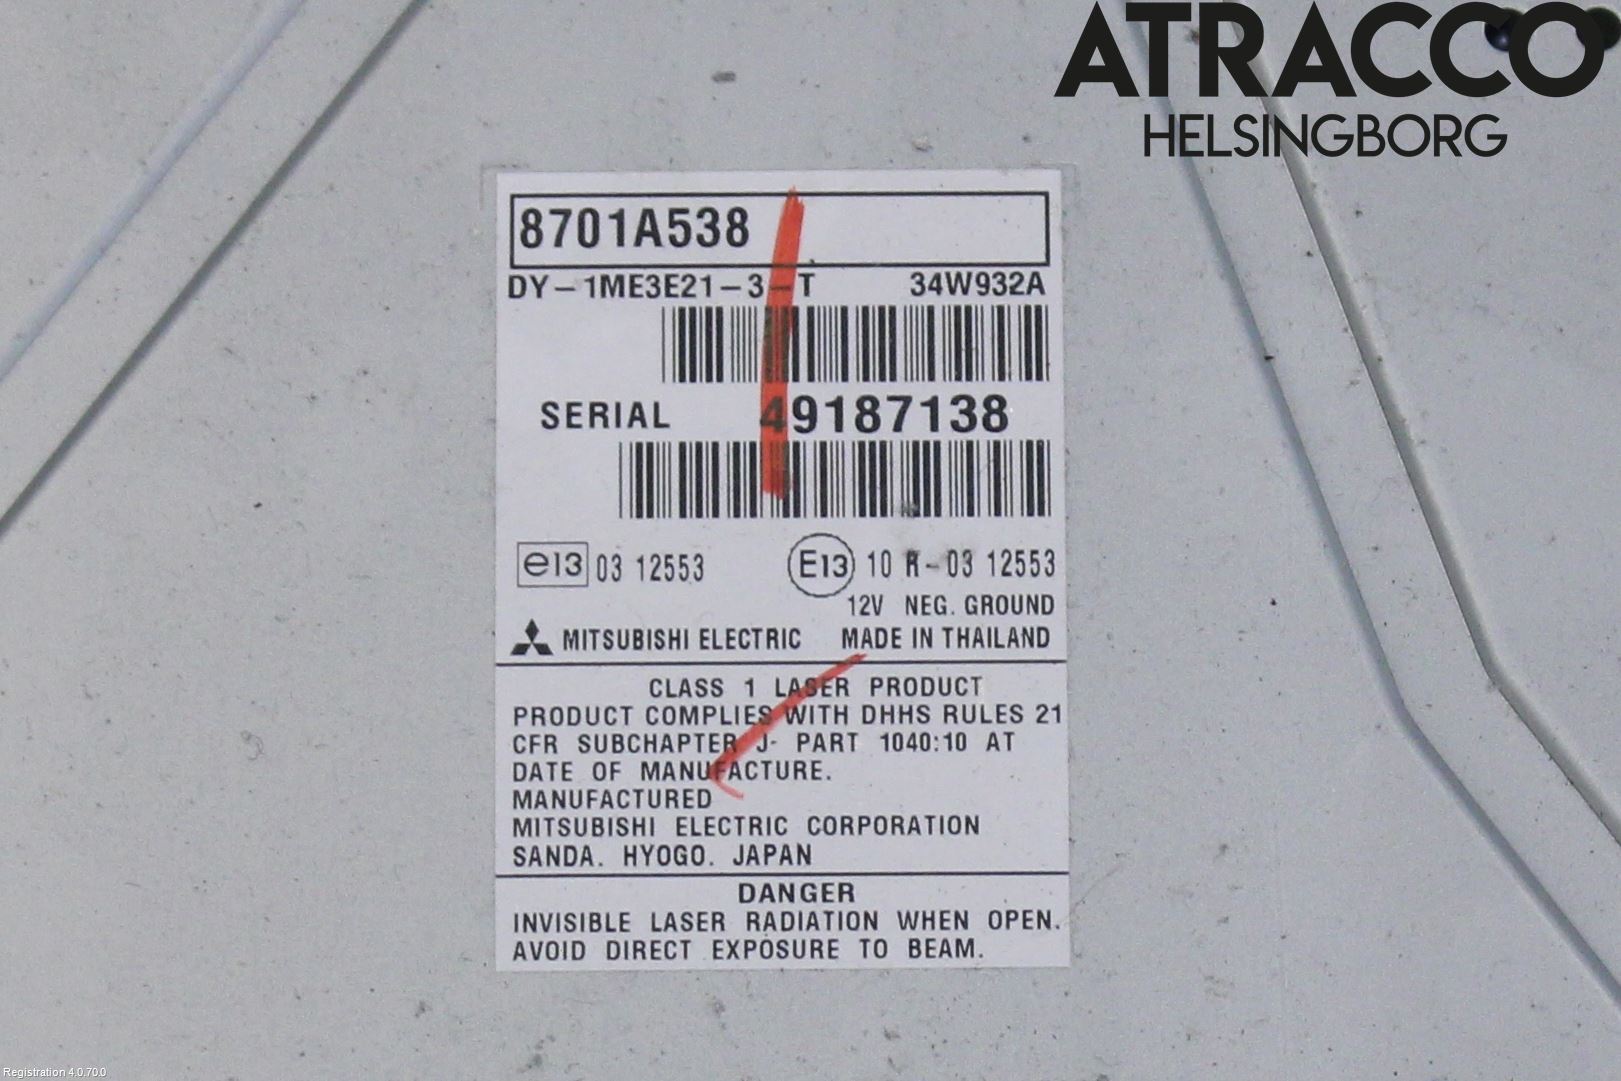 ATRACCO
HELSINGBORG
8701A538
DY-1ME3E21-3-T 34W932A
SERIAL 49187138
e13 03 12553 E13 10 R-03 12553
12V NEG. GROUND
MITSUBISHI ELECTRIC MADE IN THAILAND
CLASS 1 LASER PRODUCT
PRODUCT COMPLIES WITH DHHS RULES 21
CFR SUBCHAPTER J- PART 1040:10 AT
DATE OF MANUFACTURE.
MANUFACTURED
MITSUBISHI ELECTRIC CORPORATION
SANDA. HYOGO. JAPAN
DANGER
INVISIBLE LASER RADIATION WHEN OPEN.
AVOID DIRECT EXPOSURE TO BEAM.
Registration 4.0.70.0